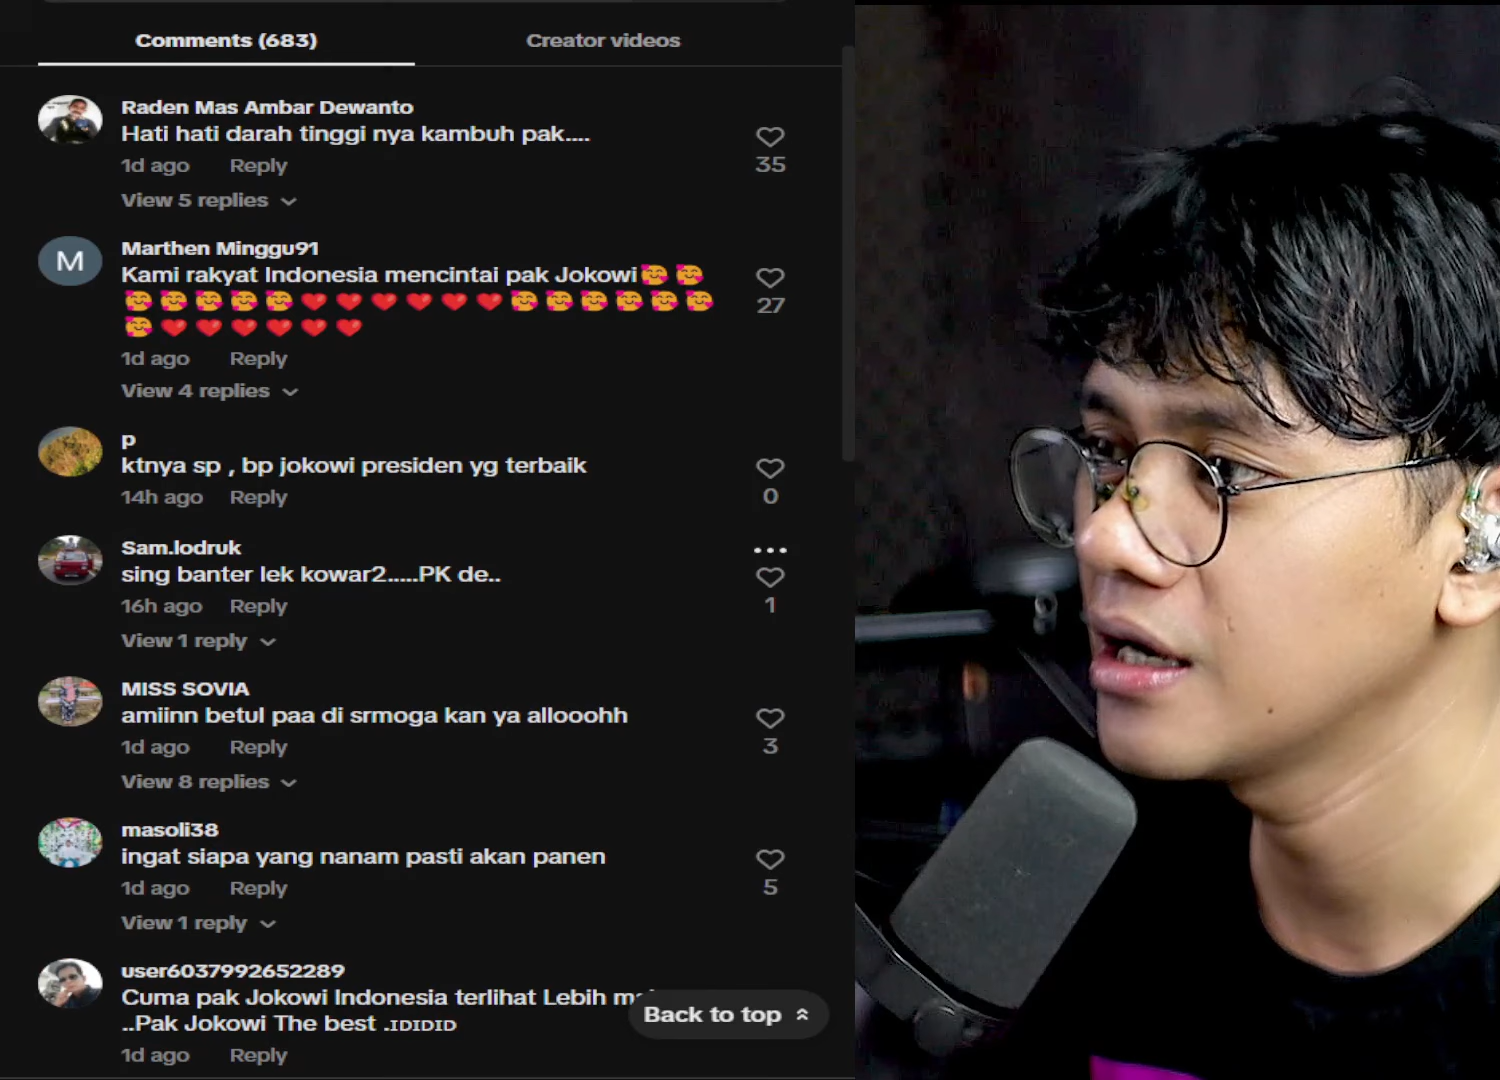 Comments (683)
Creator videos
Raden Mas Ambar Dewanto
Hati hati darah tinggi nya kambuh pak....
1d ago Reply
35
View 5 replies
M
Marthen Minggu91
Kami rakyat Indonesia mencintai pak Jokowi🥰🥰
🥰🥰🥰🥰🥰❤️❤️❤️❤️❤️❤️🥰🥰🥰🥰🥰🥰
🥰❤️❤️❤️❤️❤️❤️
27
1d ago Reply
View 4 replies
p
ktnya sp , bp jokowi presiden yg terbaik
14h ago Reply
0
Sam.lodruk
sing banter lek kowar2.....PK de..
16h ago Reply
1
View 1 reply
MISS SOVIA
amiinn betul paa di srmoga kan ya allooohh
1d ago Reply
3
View 8 replies
masoli38
ingat siapa yang nanam pasti akan panen
1d ago Reply
5
View 1 reply
user6037992652289
Cuma pak Jokowi Indonesia terlihat Lebih
..Pak Jokowi The best .🇮🇩🇮🇩🇮🇩
Back to top
1d ago Reply